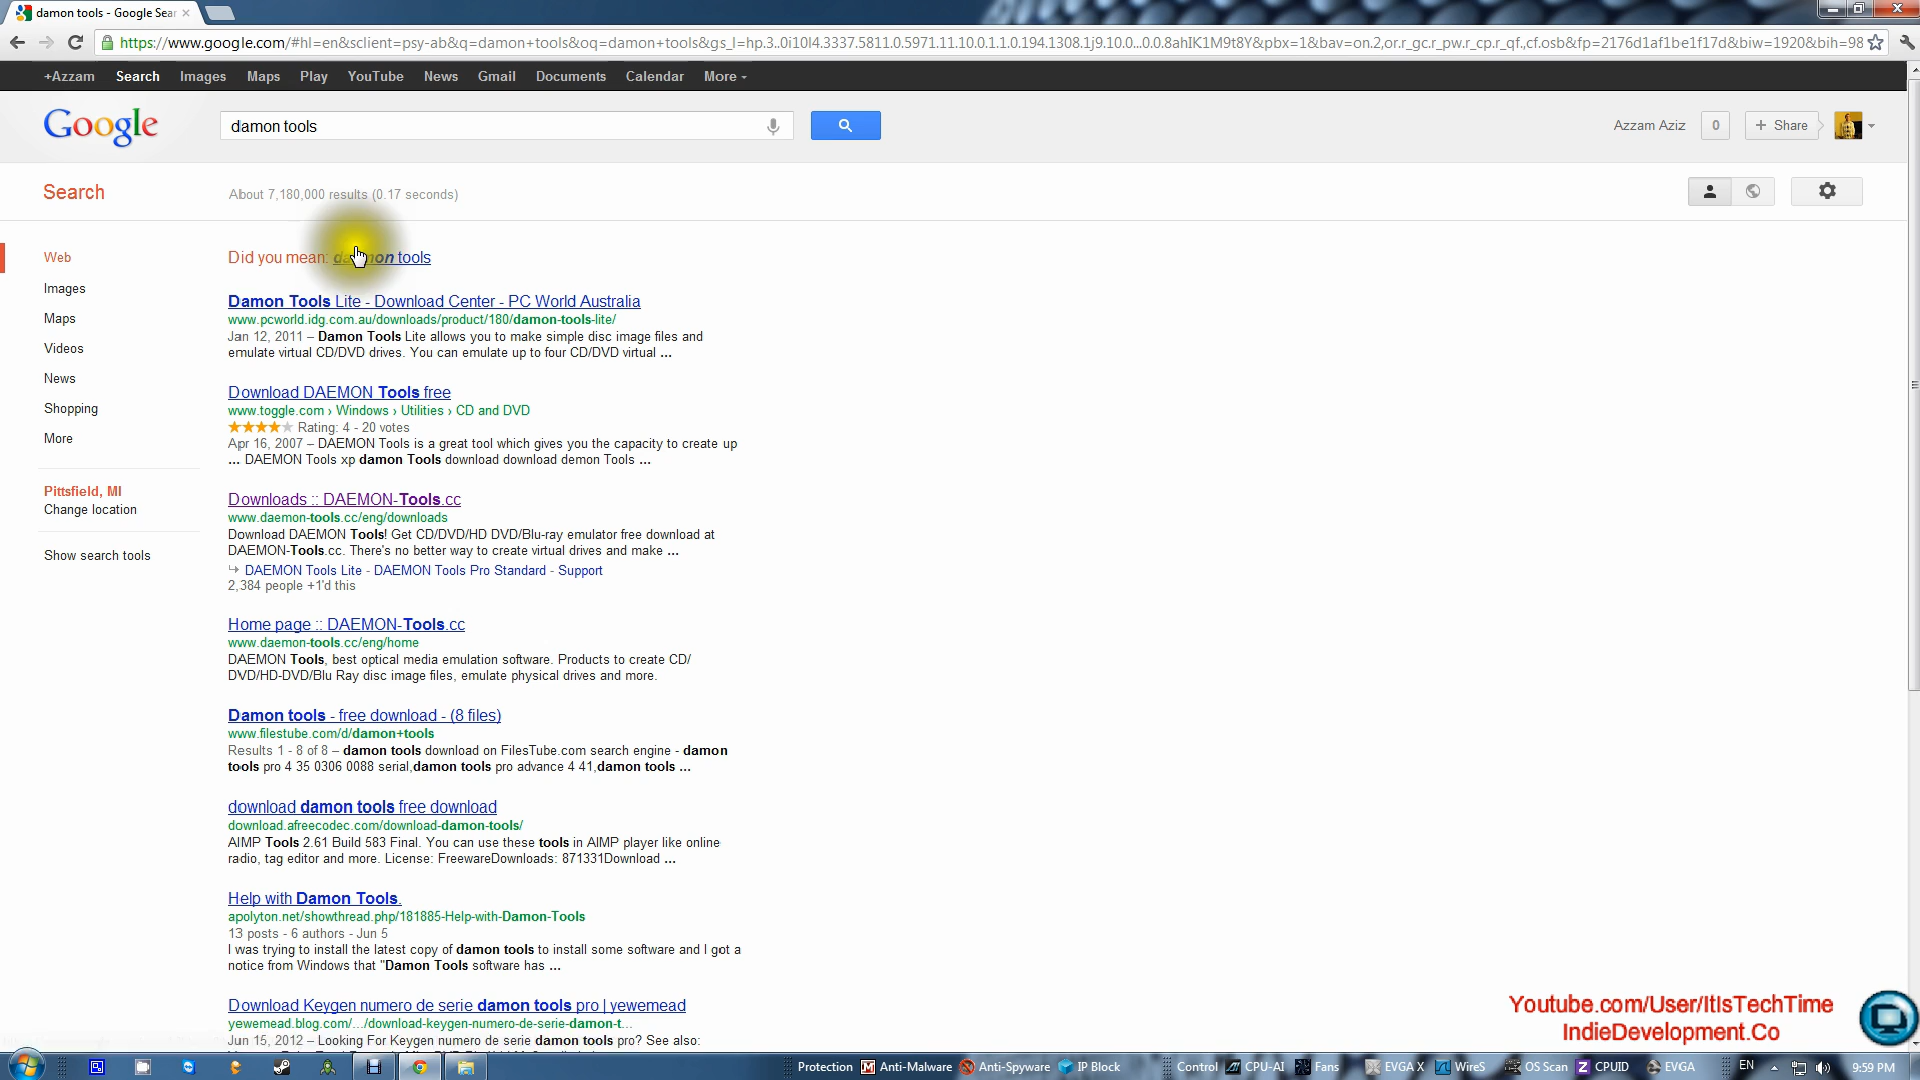 damon tools - Google Sear
https://www.google.com/#hl=en&sclient=psy-ab&q=damon+tools&oq=damon+tools&gs_l=hp.3..0i10l4.3337.5811.0.5971.11.10.0.1.1.0.194.1308.1j9.10.0...0.0.8ahIK1M9t8Y&pbx=1&bav=on.2,or.r_gc.r_pw.r_cp.r_qf.,cf.osb&fp=2176d1af1be1f17d&biw=1920&bih=98
+Azzam Search Images Maps Play YouTube News Gmail Documents Calendar More
Google
damon tools
Azzam Aziz 0 + Share
Search
About 7,180,000 results (0.17 seconds)
Web
Images
Maps
Videos
News
Shopping
More
Pittsfield, MI
Change location
Show search tools
Did you mean: tools
Damon Tools Lite - Download Center - PC World Australia
www.pcworld.idg.com.au/downloads/product/180/damon-tools-lite/
Jan 12, 2011 – Damon Tools Lite allows you to make simple disc image files and
emulate virtual CD/DVD drives. You can emulate up to four CD/DVD virtual ...
Download DAEMON Tools free
www.toggle.com › Windows › Utilities › CD and DVD
Rating: 4 - 20 votes
Apr 16, 2007 – DAEMON Tools is a great tool which gives you the capacity to create up
... DAEMON Tools xp damon Tools download download demon Tools ...
Downloads :: DAEMON-Tools.cc
www.daemon-tools.cc/eng/downloads
Download DAEMON Tools! Get CD/DVD/HD DVD/Blu-ray emulator free download at
DAEMON-Tools.cc. There's no better way to create virtual drives and make ...
DAEMON Tools Lite - DAEMON Tools Pro Standard - Support
2,384 people +1'd this
Home page :: DAEMON-Tools.cc
www.daemon-tools.cc/eng/home
DAEMON Tools, best optical media emulation software. Products to create CD/
DVD/HD-DVD/Blu Ray disc image files, emulate physical drives and more.
Damon tools - free download - (8 files)
www.filestube.com/d/damon+tools
Results 1 - 8 of 8 – damon tools download on FilesTube.com search engine - damon
tools pro 4 35 0306 0088 serial,damon tools pro advance 4 41,damon tools ...
download damon tools free download
download.afreecodec.com/download-damon-tools/
AIMP Tools 2.61 Build 583 Final. You can use these tools in AIMP player like online
radio, tag editor and more. License: FreewareDownloads: 871331Download ...
Help with Damon Tools.
apolyton.net/showthread.php/181885-Help-with-Damon-Tools
13 posts - 6 authors - Jun 5
I was trying to install the latest copy of damon tools to install some software and I got a
notice from Windows that "Damon Tools software has ...
Download Keygen numero de serie damon tools pro | yewemead
yewemead.blog.com/.../download-keygen-numero-de-serie-damon-t...
Jun 15, 2012 – Looking For Keygen numero de serie damon tools pro? See also:
Youtube.com/User/ItIsTechTime
IndieDevelopment.Co
Protection Anti-Malware Anti-Spyware IP Block Control CPU-AI Fans EVGA X WireS OS Scan CPUID EVGA EN 9:59 PM